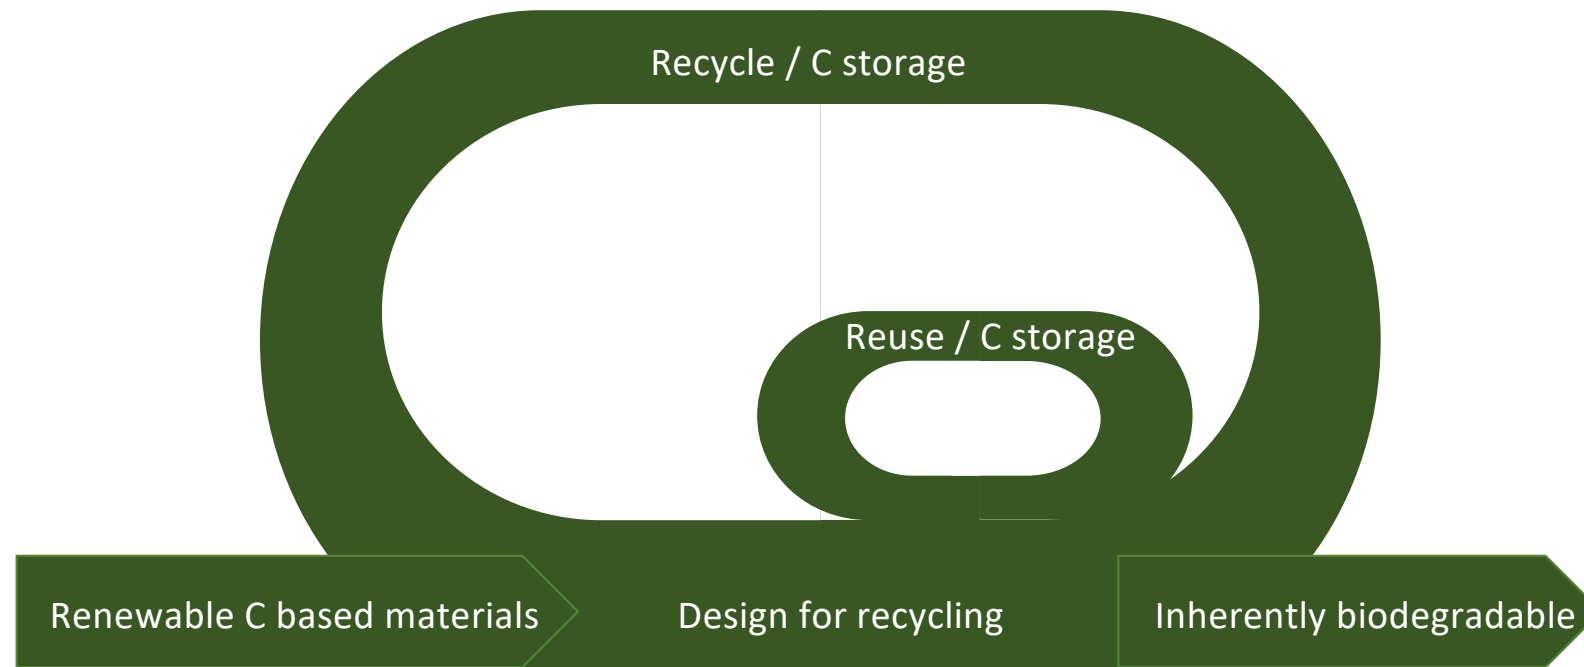 Recycle / C storage
Reuse / C storage
Renewable C based materials
Design for recycling
Inherently biodegradable